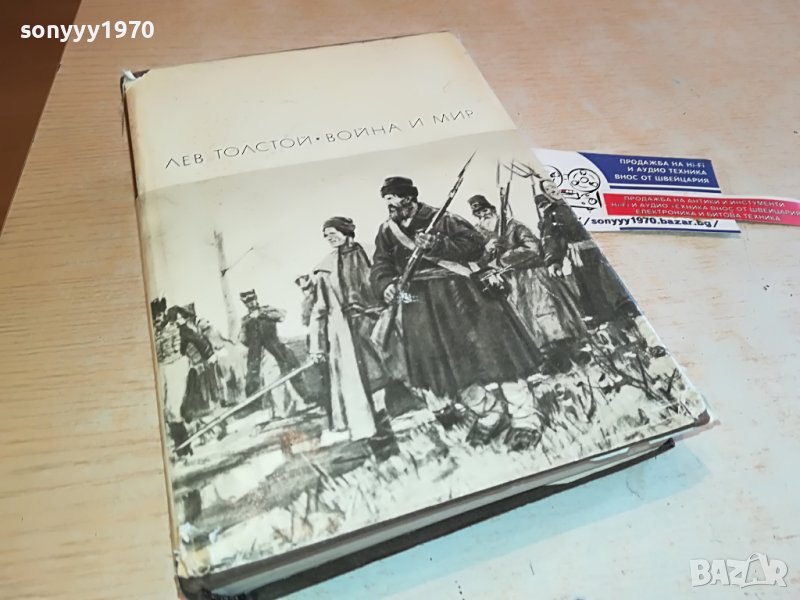 sonyyy1970
ЛЕВ ТОЛСТОЙ • ВОЙНА И МИР
ПРОДАЖБА НА Hi-Fi
И АУДИО ТЕХНИКА
ВНОС ОТ ШВЕЙЦАРИЯ
ПРОДАЖБА НА АНТИКИ И ИНСТУМЕНТИ
Hi-Fi И АУДИО ТЕХНИКА ВНОС ОТ ШВЕЙЦАРИЯ
ЕЛЕКТРОНИКА И БИТОВА ТЕХНИКА
/sonyyy1970.bazar.bg/
BAZAR